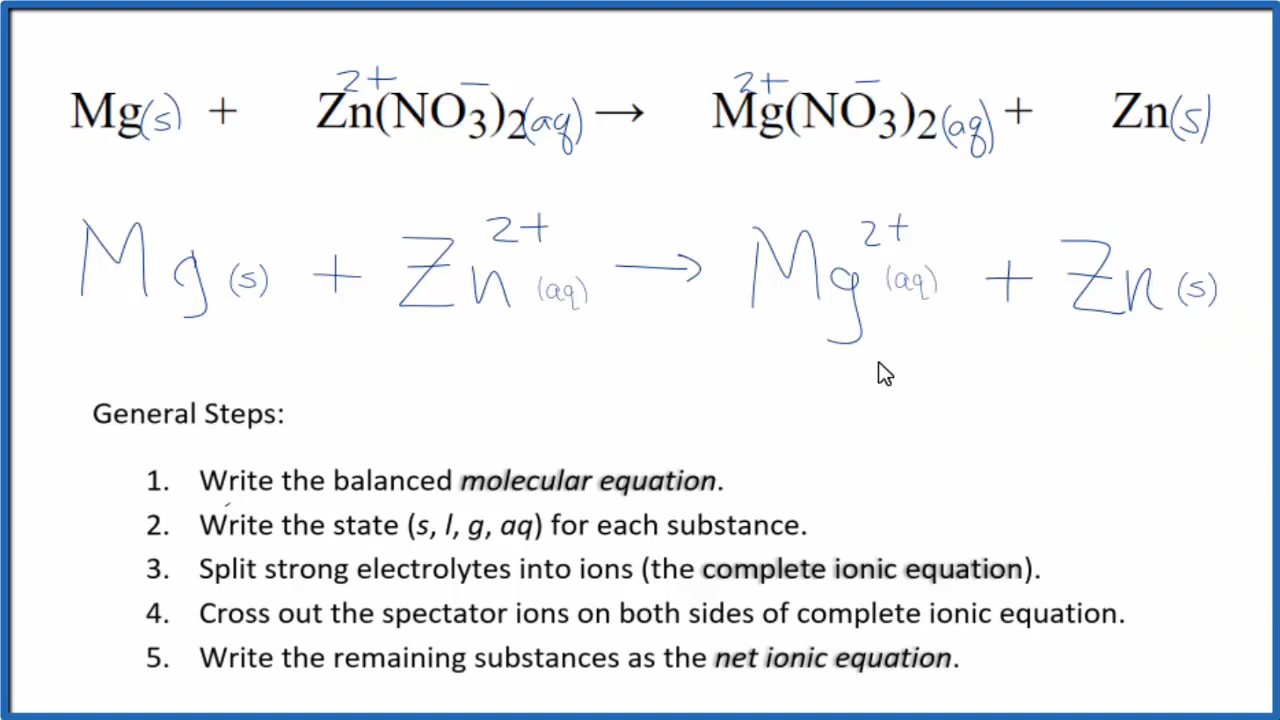 Mg(s) + Zn²⁺(NO₃⁻)₂(aq) → Mg²⁺(NO₃⁻)₂(aq) + Zn(s)
Mg(s) + Zn²⁺(aq) → Mg²⁺(aq) + Zn(s)
General Steps:
1. Write the balanced molecular equation.
2. Write the state (s, l, g, aq) for each substance.
3. Split strong electrolytes into ions (the complete ionic equation).
4. Cross out the spectator ions on both sides of complete ionic equation.
5. Write the remaining substances as the net ionic equation.